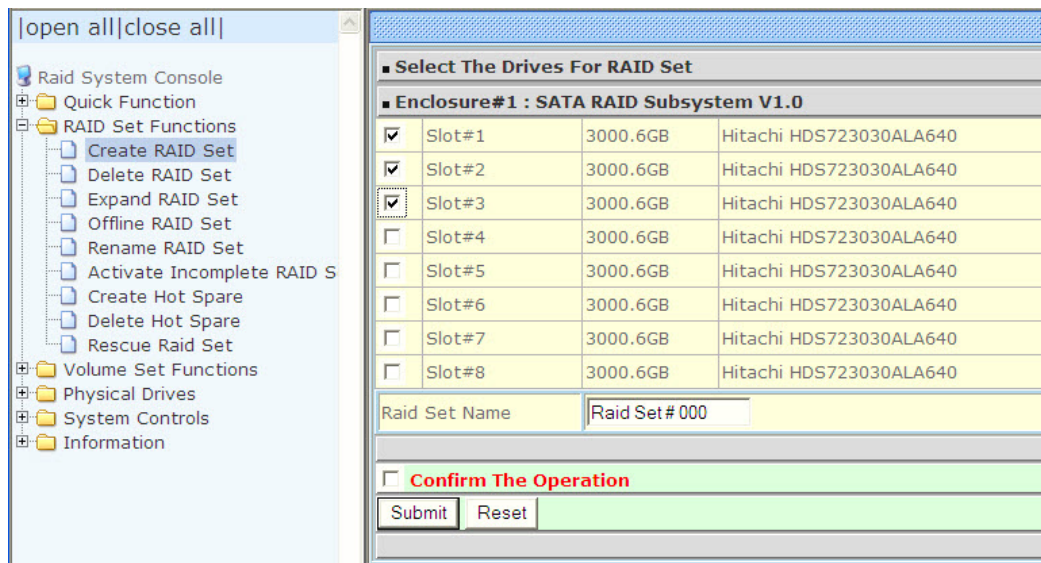 |open all|close all|
Raid System Console
Quick Function
RAID Set Functions
Create RAID Set
Delete RAID Set
Expand RAID Set
Offline RAID Set
Rename RAID Set
Activate Incomplete RAID S
Create Hot Spare
Delete Hot Spare
Rescue Raid Set
Volume Set Functions
Physical Drives
System Controls
Information
Select The Drives For RAID Set
Enclosure#1 : SATA RAID Subsystem V1.0
Slot#1 3000.6GB Hitachi HDS723030ALA640
Slot#2 3000.6GB Hitachi HDS723030ALA640
Slot#3 3000.6GB Hitachi HDS723030ALA640
Slot#4 3000.6GB Hitachi HDS723030ALA640
Slot#5 3000.6GB Hitachi HDS723030ALA640
Slot#6 3000.6GB Hitachi HDS723030ALA640
Slot#7 3000.6GB Hitachi HDS723030ALA640
Slot#8 3000.6GB Hitachi HDS723030ALA640
Raid Set Name Raid Set # 000
Confirm The Operation
Submit Reset